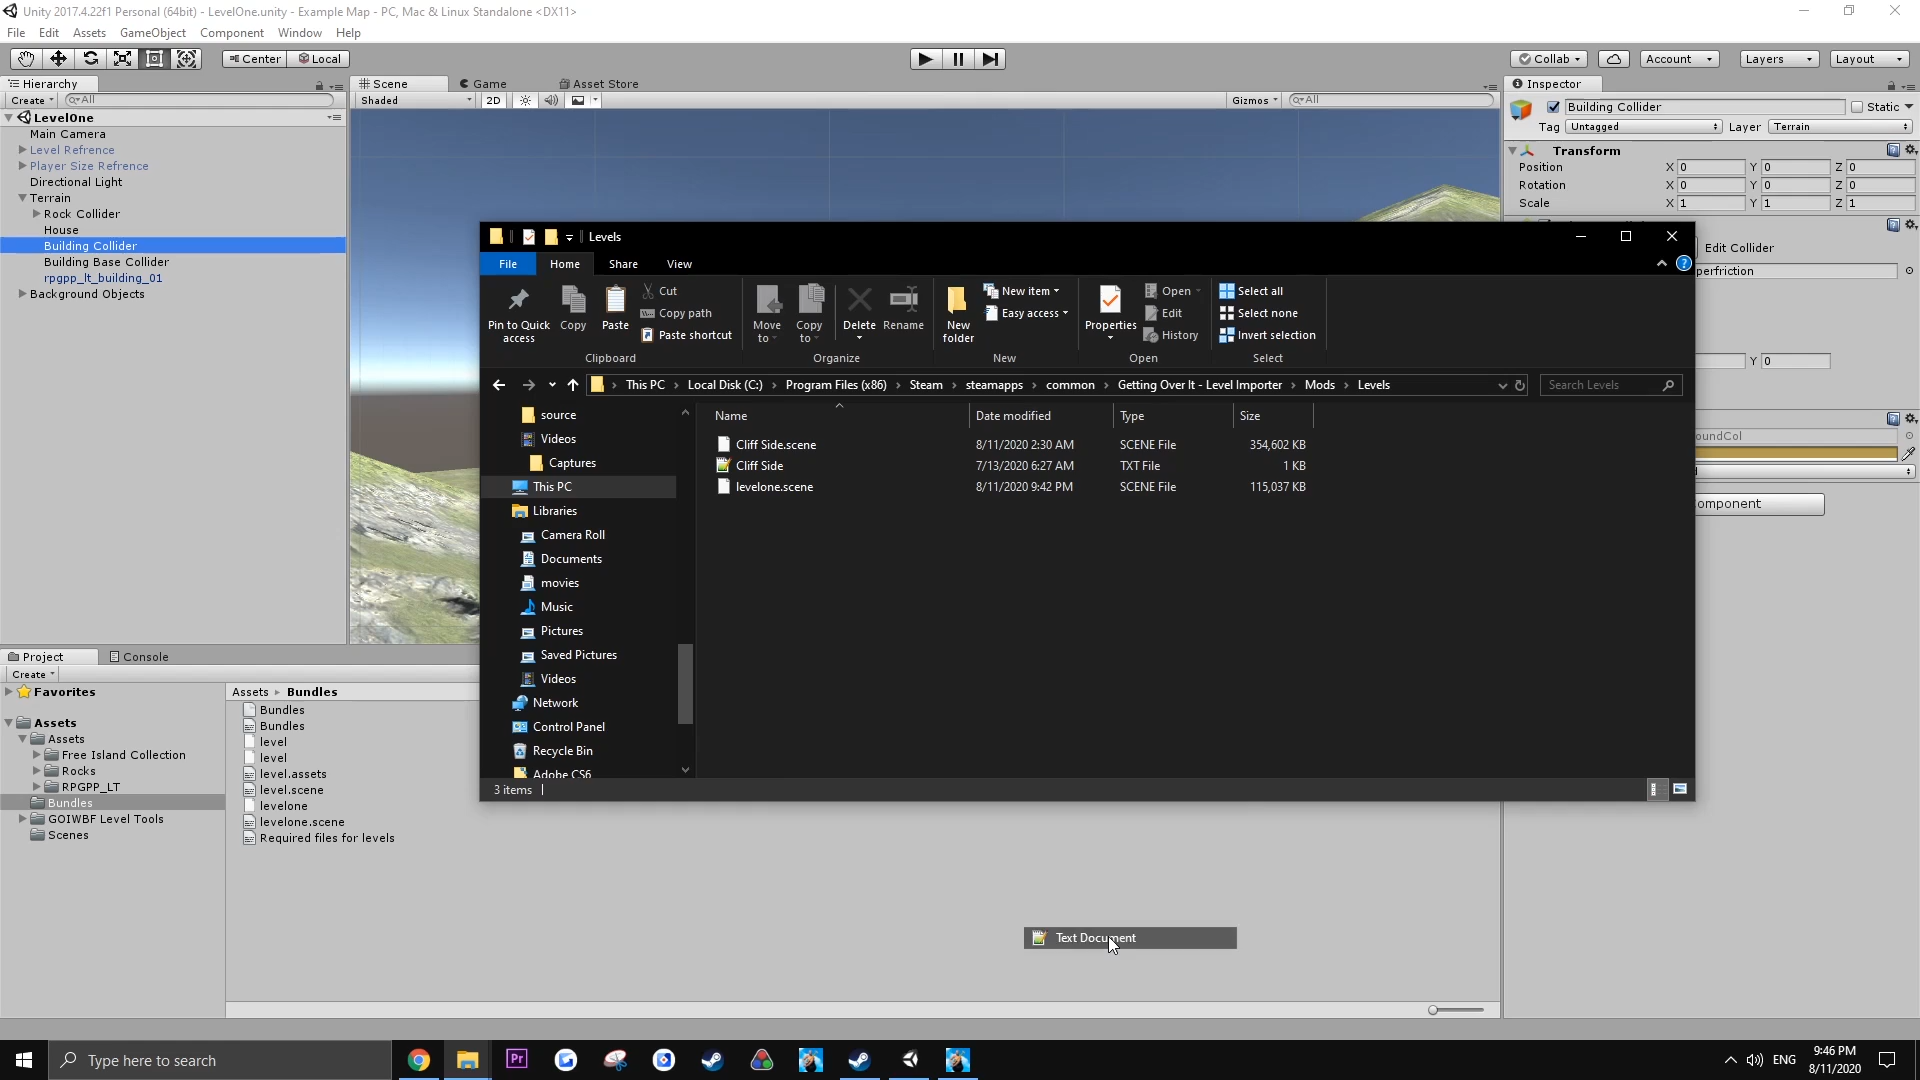 Unity 2017.4.22f1 Personal (64bit) - LevelOne.unity - Example Map - PC, Mac & Linux Standalone <DX11>
File Edit Assets GameObject Component Window Help
Center Local Collab Account Layers Layout
Hierarchy
Create All
LevelOne
Main Camera
Level Refrence
Player Size Refrence
Directional Light
Terrain
Rock Collider
House
Building Collider
Building Base Collider
rpgpp_lt_building_01
Background Objects
Scene Game Asset Store
Shaded 2D Gizmos All
Inspector
Building Collider Static
Tag Untagged Layer Terrain
Transform
Position X 0 Y 0 Z 0
Rotation X 0 Y 0 Z 0
Scale X 1 Y 1 Z 1
Edit Collider
perfriction
Y 0
oundCol
omponent
Levels
File Home Share View
Pin to Quick access
Copy
Paste
Cut
Copy path
Paste shortcut
Clipboard
Move to
Copy to
Delete
Rename
Organize
New folder
New item
Easy access
New
Properties
Open
Edit
History
Open
Select all
Select none
Invert selection
Select
This PC Local Disk (C:) Program Files (x86) Steam steamapps common Getting Over It - Level Importer Mods Levels
Search Levels
source
Videos
Captures
This PC
Libraries
Camera Roll
Documents
movies
Music
Pictures
Saved Pictures
Videos
Network
Control Panel
Recycle Bin
Adobe CS6
Name Date modified Type Size
Cliff Side.scene 8/11/2020 2:30 AM SCENE File 354,602 KB
Cliff Side 7/13/2020 6:27 AM TXT File 1 KB
levelone.scene 8/11/2020 9:42 PM SCENE File 115,037 KB
3 items
Text Document
Project Console
Create
Favorites
Assets
Assets
Free Island Collection
Rocks
RPGPP_LT
Bundles
GOIWBF Level Tools
Scenes
Assets Bundles
Bundles
Bundles
level
level
level.assets
level.scene
levelone
levelone.scene
Required files for levels
Type here to search
Pr
ENG
9:46 PM
8/11/2020